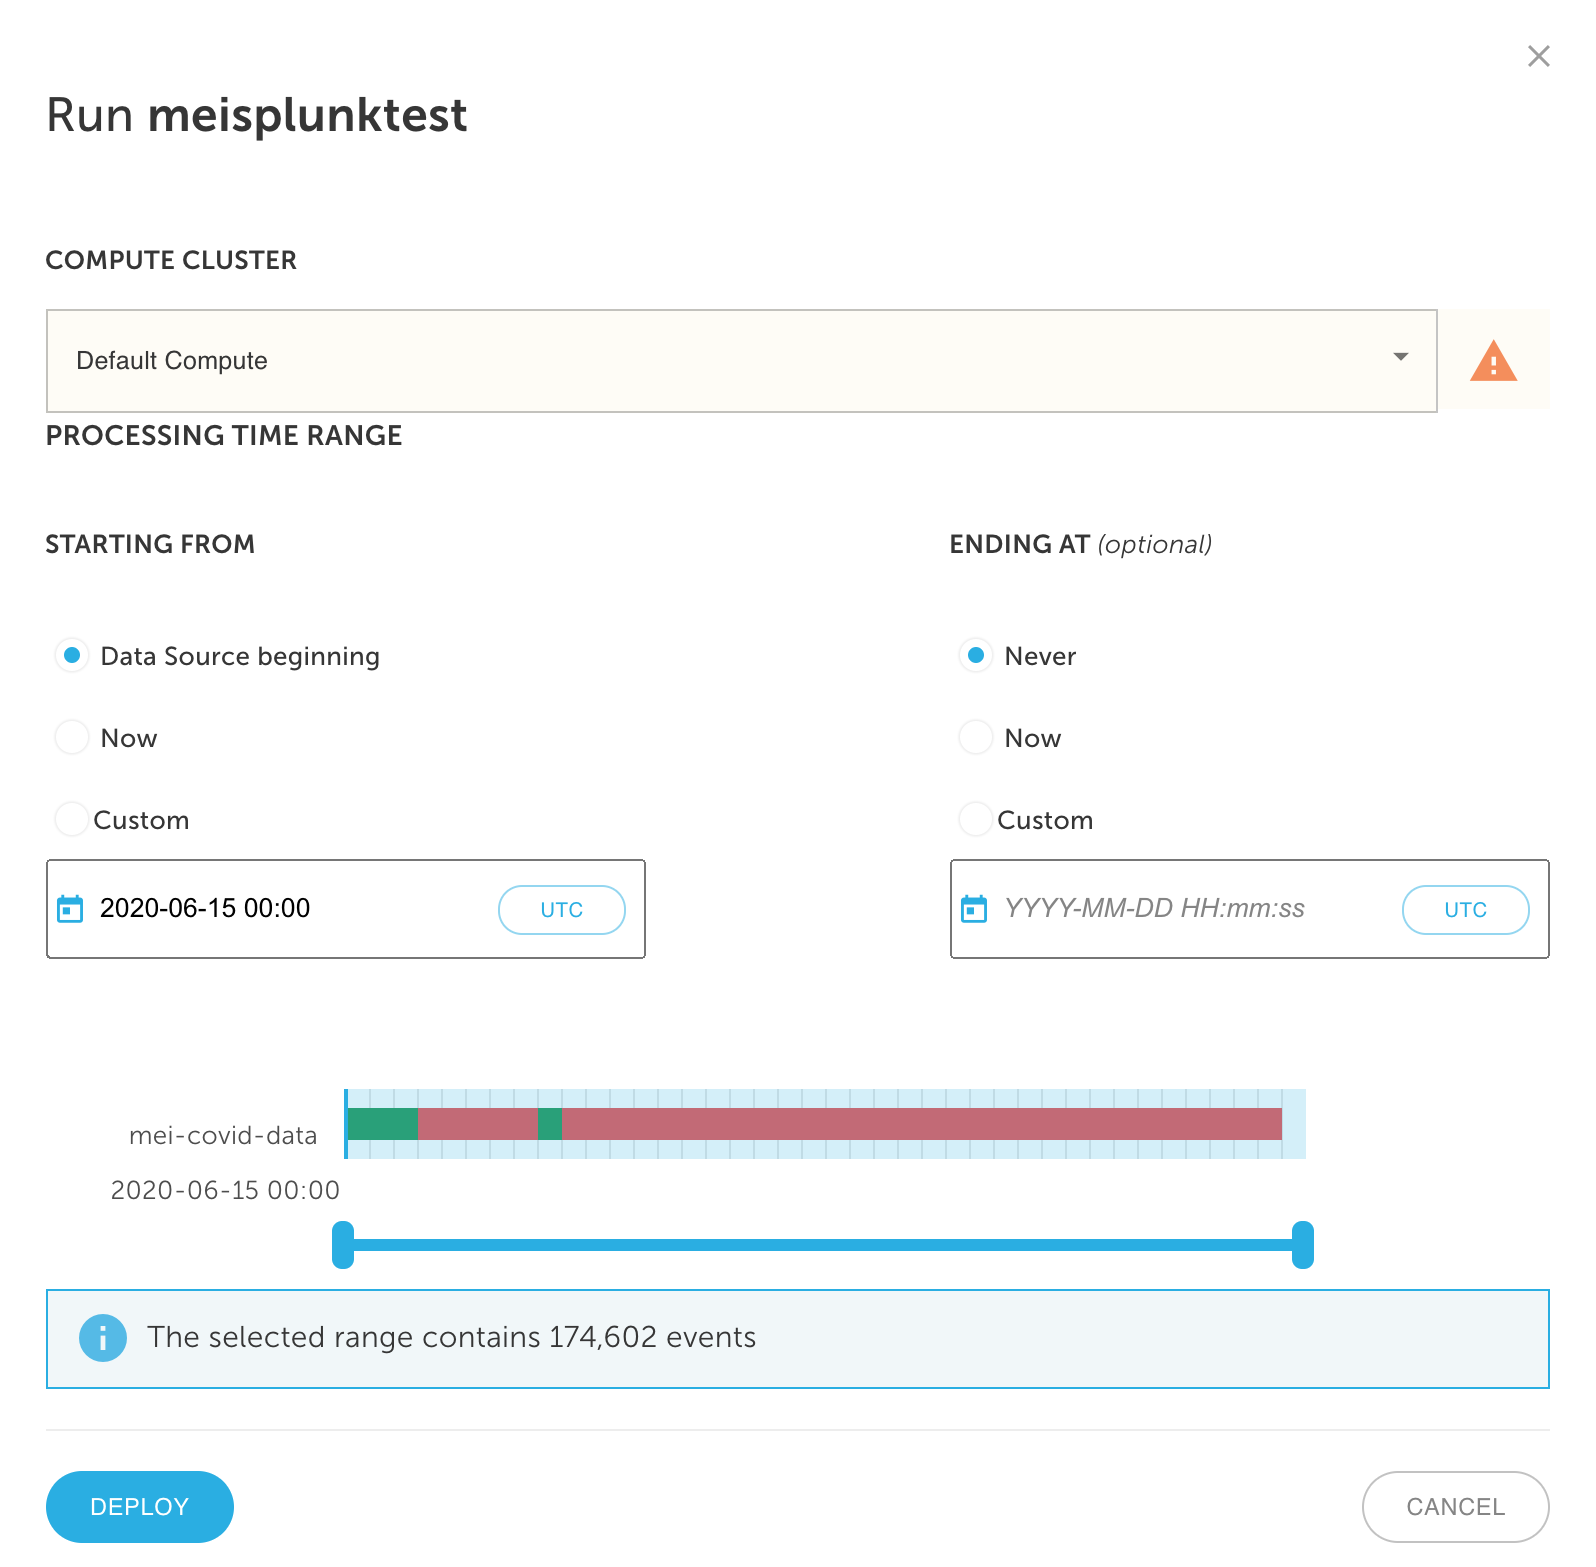 Run meisplunktest
COMPUTE CLUSTER
Default Compute
PROCESSING TIME RANGE
STARTING FROM
ENDING AT (optional)
Data Source beginning
Never
Now
Now
Custom
Custom
2020-06-15 00:00
UTC
YYYY-MM-DD HH:mm:ss
UTC
mei-covid-data
2020-06-15 00:00
The selected range contains 174,602 events
DEPLOY
CANCEL